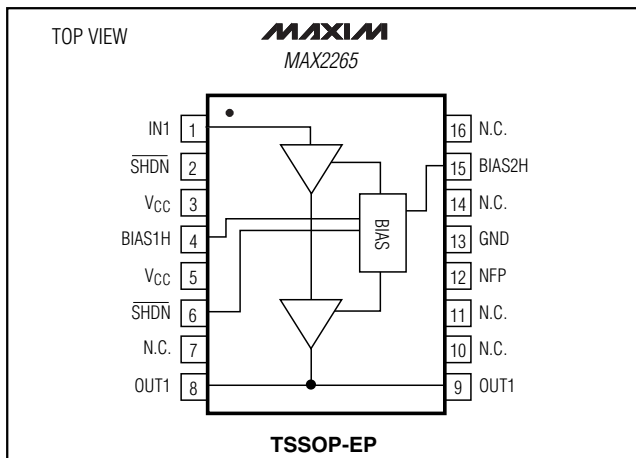 TOP VIEW
MAXIM
MAX2265
IN1 1
SHDN 2
VCC 3
BIAS1H 4
VCC 5
SHDN 6
N.C. 7
OUT1 8
BIAS
16 N.C.
15 BIAS2H
14 N.C.
13 GND
12 NFP
11 N.C.
10 N.C.
9 OUT1
TSSOP-EP